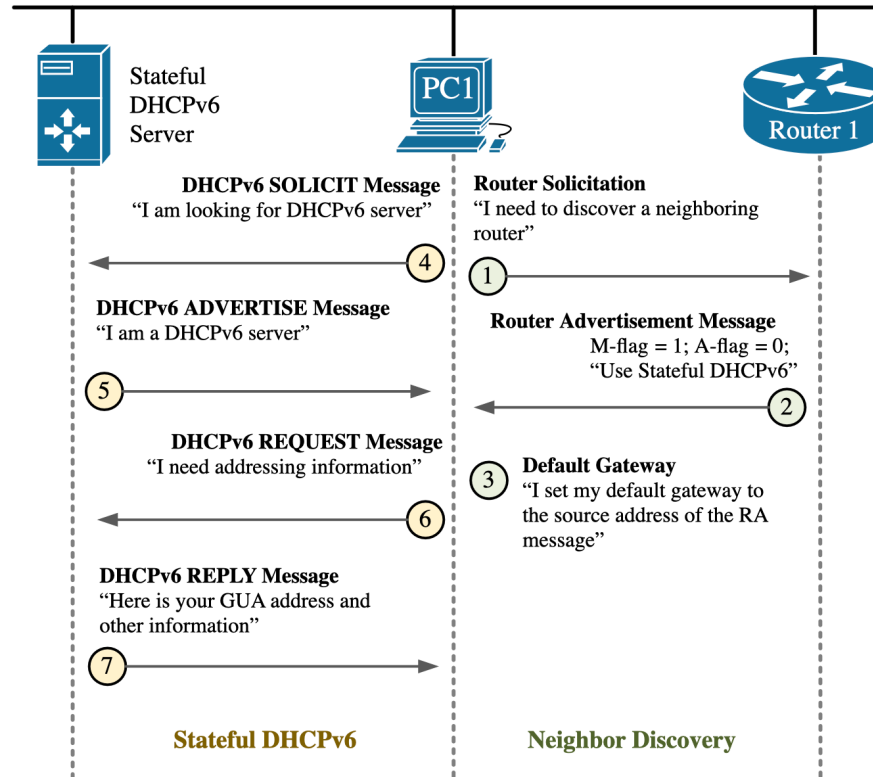 Stateful
DHCPv6
Server
PC1
Router 1
DHCPv6 SOLICIT Message
“I am looking for DHCPv6 server”
4
Router Solicitation
“I need to discover a neighboring
router”
1
DHCPv6 ADVERTISE Message
“I am a DHCPv6 server”
5
Router Advertisement Message
M-flag = 1; A-flag = 0;
“Use Stateful DHCPv6”
2
DHCPv6 REQUEST Message
“I need addressing information”
6
3
Default Gateway
“I set my default gateway to
the source address of the RA
message”
DHCPv6 REPLY Message
“Here is your GUA address and
other information”
7
Stateful DHCPv6
Neighbor Discovery